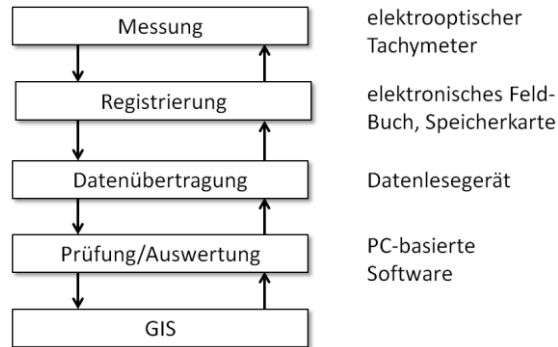 Messung
elektrooptischer
Tachymeter
Registrierung
elektronisches Feld-
Buch, Speicherkarte
Datenübertragung
Datenlesegerät
Prüfung/Auswertung
PC-basierte
Software
GIS